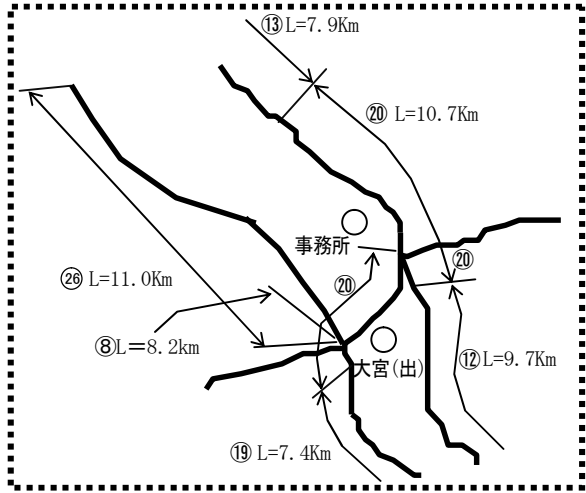 ⑬L=7.9Km
⑳ L=10.7Km
事務所
⑳
⑳
㉖ L=11.0Km
⑧L=8.2km
大宮(出)
⑫L=9.7Km
⑲ L=7.4Km